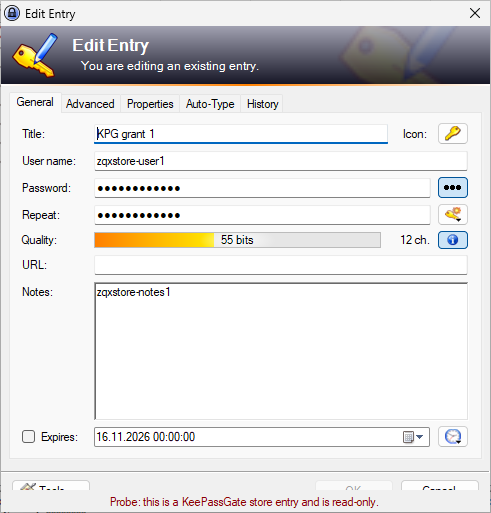 Edit Entry
Edit Entry
You are editing an existing entry.
General Advanced Properties Auto-Type History
Title: KPG grant 1 Icon:
User name: zqxstore-user1
Password: ●●●●●●●●●●●●
Repeat: ●●●●●●●●●●●●
Quality: 55 bits 12 ch.
URL:
Notes: zqxstore-notes1
Expires: 16.11.2026 00:00:00
Tools OK Cancel
Probe: this is a KeePassGate store entry and is read-only.